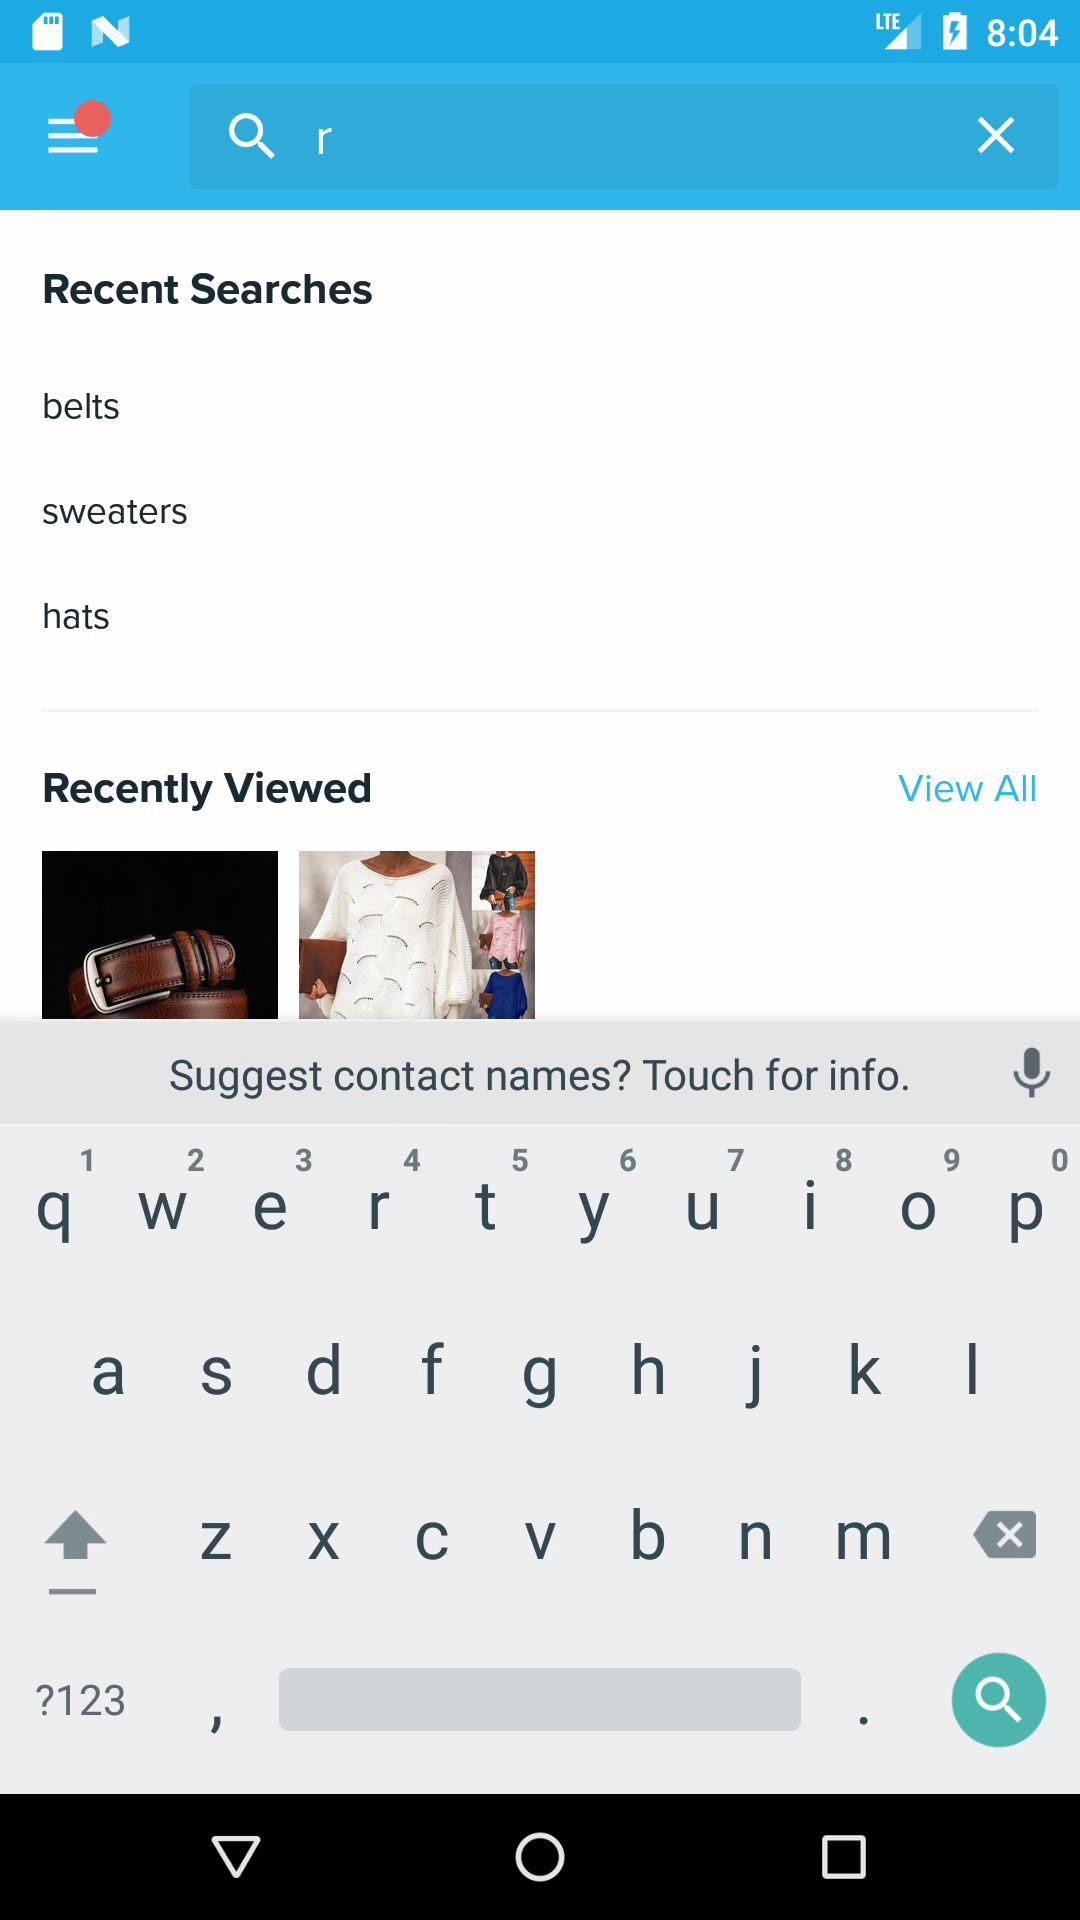 LTE 8:04
r
Recent Searches
belts
sweaters
hats
Recently Viewed View All
Suggest contact names? Touch for info.
1 2 3 4 5 6 7 8 9 0
q w e r t y u i o p
a s d f g h j k l
z x c v b n m
?123 , .